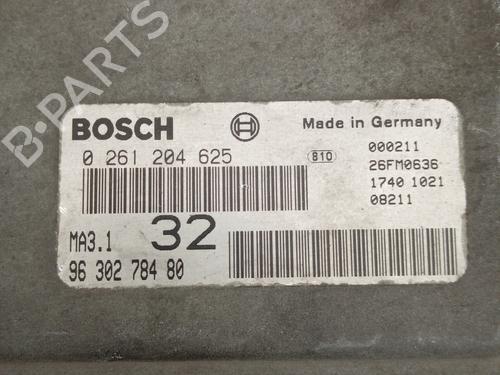 B-PARTS
BOSCH
Made in Germany
0 261 204 625
810
000211
26FM0636
1740 1021
08211
MA3.1
32
96 302 784 80